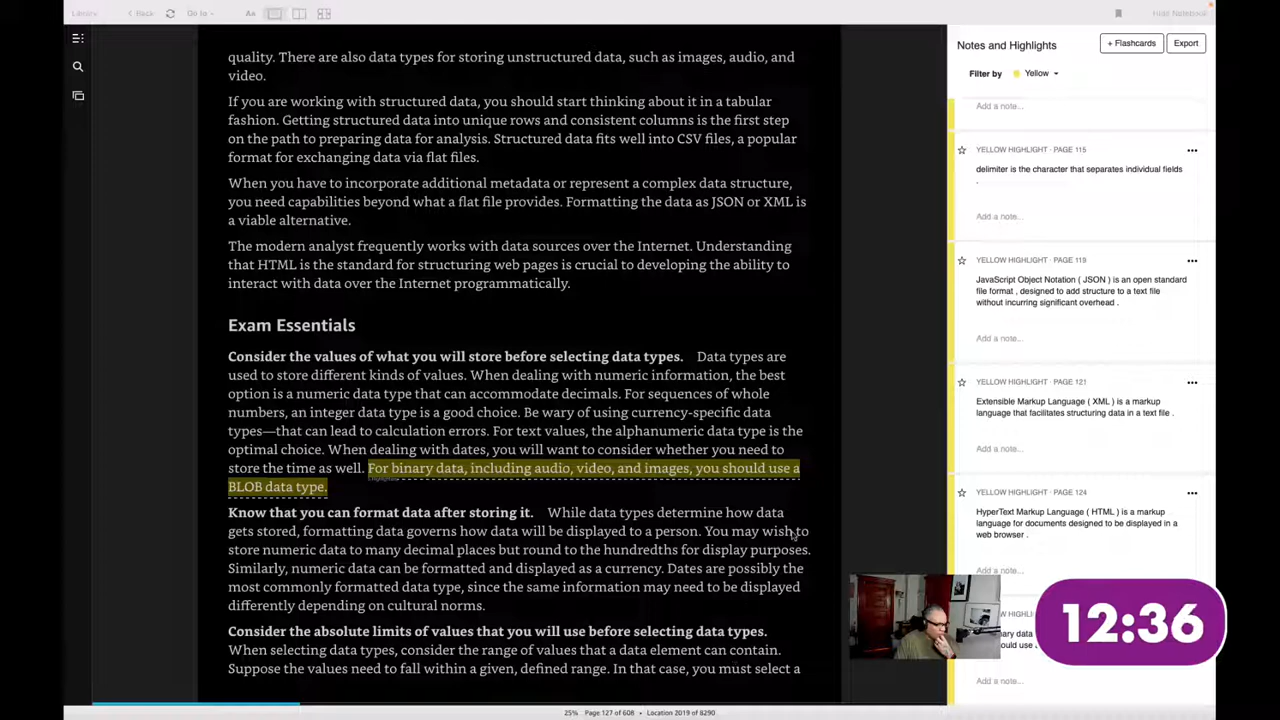 Library
Back
Go to
Aa
Hide Notebook
quality. There are also data types for storing unstructured data, such as images, audio, and
video.
If you are working with structured data, you should start thinking about it in a tabular
fashion. Getting structured data into unique rows and consistent columns is the first step
on the path to preparing data for analysis. Structured data fits well into CSV files, a popular
format for exchanging data via flat files.
When you have to incorporate additional metadata or represent a complex data structure,
you need capabilities beyond what a flat file provides. Formatting the data as JSON or XML is
a viable alternative.
The modern analyst frequently works with data sources over the Internet. Understanding
that HTML is the standard for structuring web pages is crucial to developing the ability to
interact with data over the Internet programmatically.
Exam Essentials
Consider the values of what you will store before selecting data types. Data types are
used to store different kinds of values. When dealing with numeric information, the best
option is a numeric data type that can accommodate decimals. For sequences of whole
numbers, an integer data type is a good choice. Be wary of using currency-specific data
types—that can lead to calculation errors. For text values, the alphanumeric data type is the
optimal choice. When dealing with dates, you will want to consider whether you need to
store the time as well. For binary data, including audio, video, and images, you should use a
BLOB data type.
Know that you can format data after storing it. While data types determine how data
gets stored, formatting data governs how data will be displayed to a person. You may wish to
store numeric data to many decimal places but round to the hundredths for display purposes.
Similarly, numeric data can be formatted and displayed as a currency. Dates are possibly the
most commonly formatted data type, since the same information may need to be displayed
differently depending on cultural norms.
Consider the absolute limits of values that you will use before selecting data types.
When selecting data types, consider the range of values that a data element can contain.
Suppose the values need to fall within a given, defined range. In that case, you must select a
25% Page 127 of 608 • Location 2019 of 8290
Notes and Highlights
+ Flashcards
Export
Filter by
Yellow
Add a note...
YELLOW HIGHLIGHT · PAGE 115
delimiter is the character that separates individual fields
.
Add a note...
YELLOW HIGHLIGHT · PAGE 119
JavaScript Object Notation ( JSON ) is an open standard
file format , designed to add structure to a text file
without incurring significant overhead .
Add a note...
YELLOW HIGHLIGHT · PAGE 121
Extensible Markup Language ( XML ) is a markup
language that facilitates structuring data in a text file .
Add a note...
YELLOW HIGHLIGHT · PAGE 124
HyperText Markup Language ( HTML ) is a markup
language for documents designed to be displayed in a
web browser .
Add a note...
12:36
Add a note...